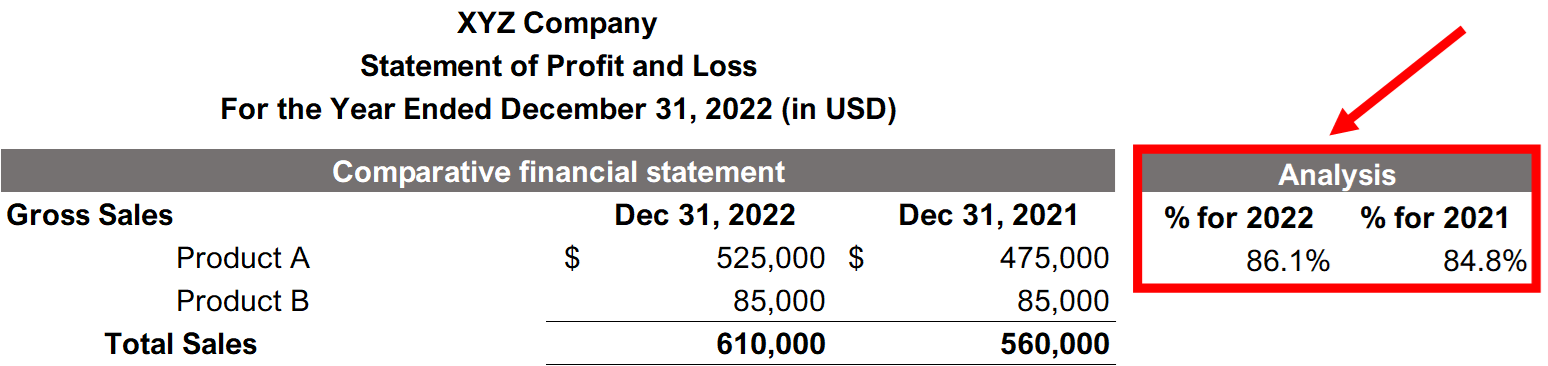 XYZ Company
Statement of Profit and Loss
For the Year Ended December 31, 2022 (in USD)
Comparative financial statement Analysis
Gross Sales Dec 31, 2022 Dec 31, 2021 % for 2022 % for 2021
Product A $ 525,000 $ 475,000 86.1% 84.8%
Product B 85,000 85,000
Total Sales 610,000 560,000